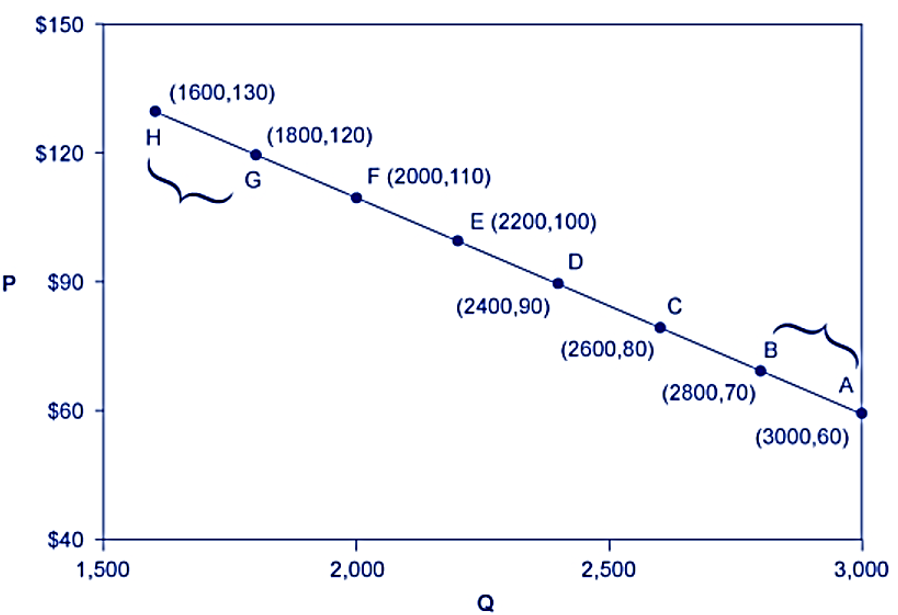 $150
(1600,130)
H
(1800,120)
$120
G
F (2000,110)
E (2200,100)
D
P
$90
(2400,90)
C
(2600,80)
B
(2800,70)
A
$60
(3000,60)
$40
1,500
2,000
2,500
3,000
Q